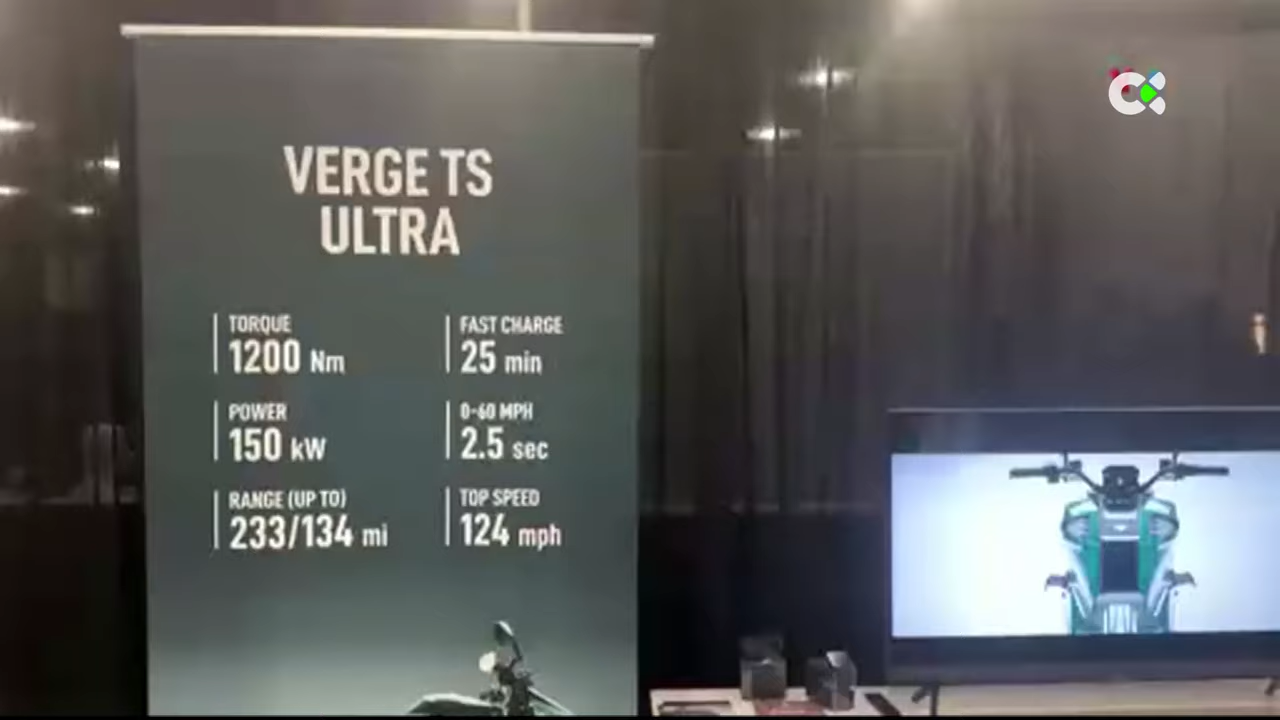 VERGE TS
ULTRA
TORQUE
1200 Nm
FAST CHARGE
25 min
POWER
150 kW
0-60 MPH
2.5 sec
RANGE (UP TO)
233/134 mi
TOP SPEED
124 mph